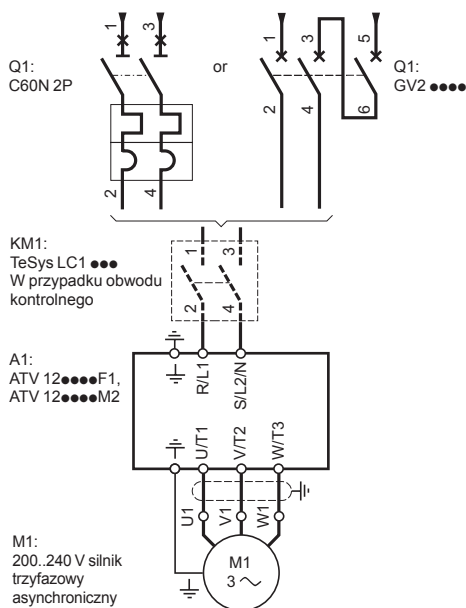 1 3
Q1:
C60N 2P
2 4
or
1 3 5
Q1:
GV2 ●●●●
2 4 6
KM1:
TeSys LC1 ●●●
W przypadku obwodu
kontrolnego
1 3
2 4
A1:
ATV 12●●●●F1,
ATV 12●●●●M2
R/L1 S/L2/N
U/T1 V/T2 W/T3
U1 V1 W1
M1:
200..240 V silnik
trzyfazowy
asynchroniczny
M1
3 ~